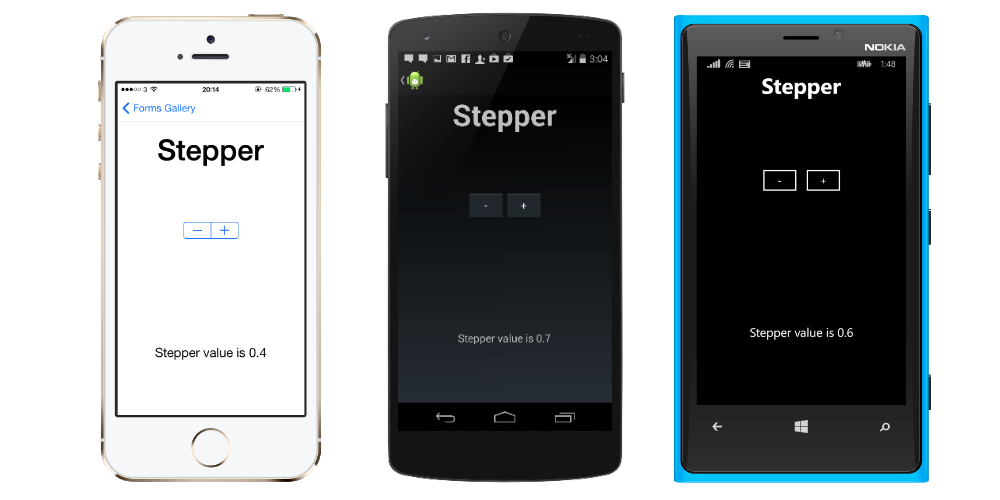 3 20:14 62%
Forms Gallery
Stepper
− +
Stepper value is 0.4
3G 3:04
Stepper
- +
Stepper value is 0.7
NOKIA
1:48
Stepper
- +
Stepper value is 0.6